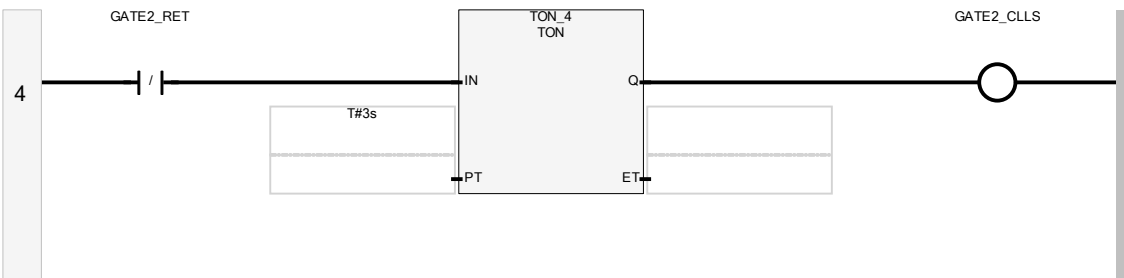 GATE2_RET
TON_4
TON
GATE2_CLLS
4
/
IN
Q
T#3s
PT
ET